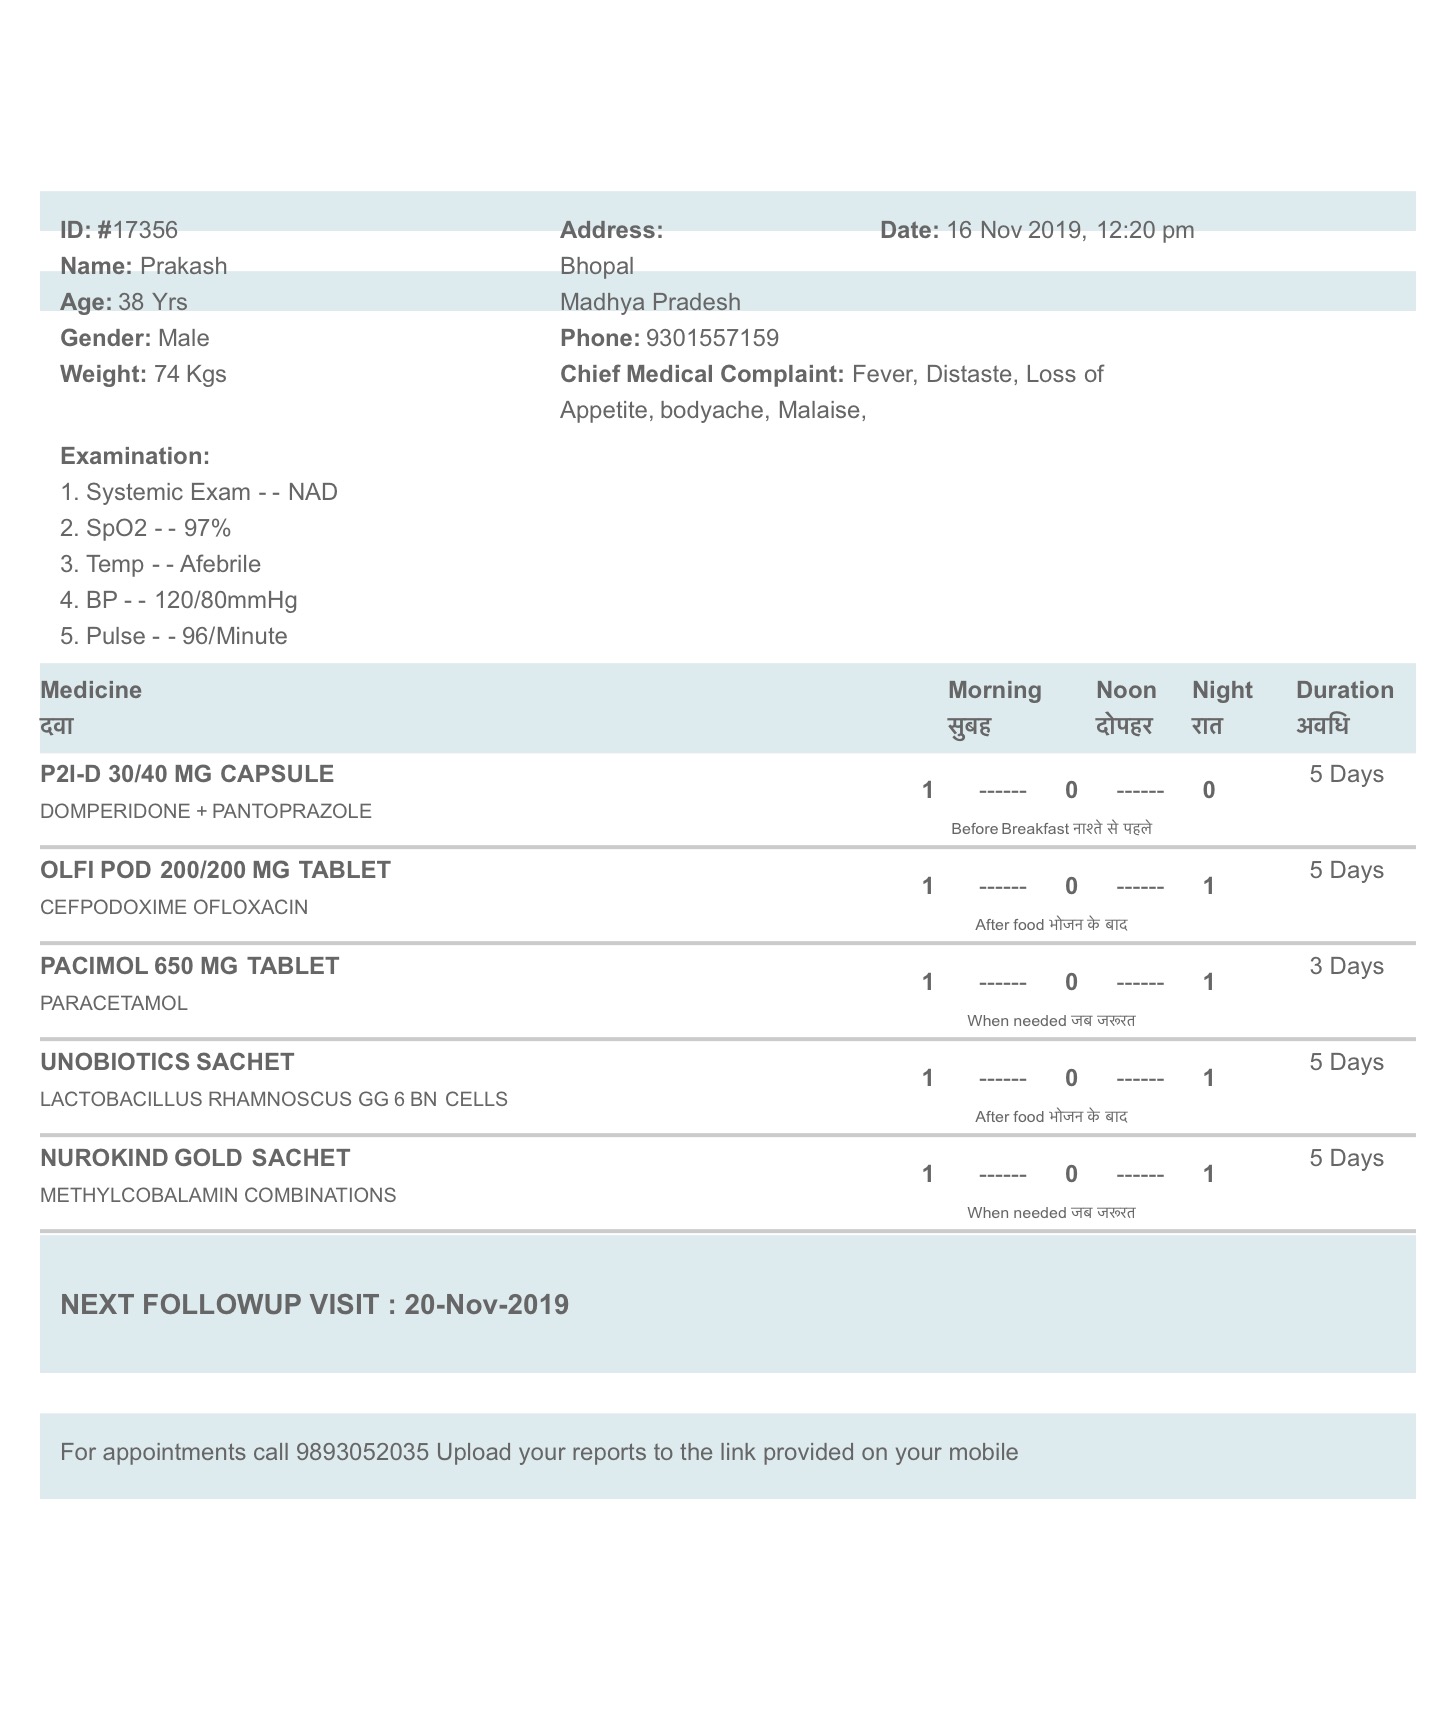 ID: #17356
Name: Prakash
Age: 38 Yrs
Gender: Male
Weight: 74 Kgs
Address:
Bhopal
Madhya Pradesh
Phone: 9301557159
Chief Medical Complaint: Fever, Distaste, Loss of
Appetite, bodyache, Malaise,
Date: 16 Nov 2019, 12:20 pm
Examination:
1. Systemic Exam - - NAD
2. SpO2 - - 97%
3. Temp - - Afebrile
4. BP - - 120/80mmHg
5. Pulse - - 96/Minute
Medicine Morning Noon Night Duration
दवा सुबह दोपहर रात अवधि
P2I-D 30/40 MG CAPSULE 5 Days
1 ------ 0 ------ 0
DOMPERIDONE + PANTOPRAZOLE
Before Breakfast नाश्ते से पहले
OLFI POD 200/200 MG TABLET 5 Days
1 ------ 0 ------ 1
CEFPODOXIME OFLOXACIN
After food भोजन के बाद
PACIMOL 650 MG TABLET 3 Days
1 ------ 0 ------ 1
PARACETAMOL
When needed जब जरूरत
UNOBIOTICS SACHET 5 Days
1 ------ 0 ------ 1
LACTOBACILLUS RHAMNOSCUS GG 6 BN CELLS
After food भोजन के बाद
NUROKIND GOLD SACHET 5 Days
1 ------ 0 ------ 1
METHYLCOBALAMIN COMBINATIONS
When needed जब जरूरत
NEXT FOLLOWUP VISIT : 20-Nov-2019
For appointments call 9893052035 Upload your reports to the link provided on your mobile